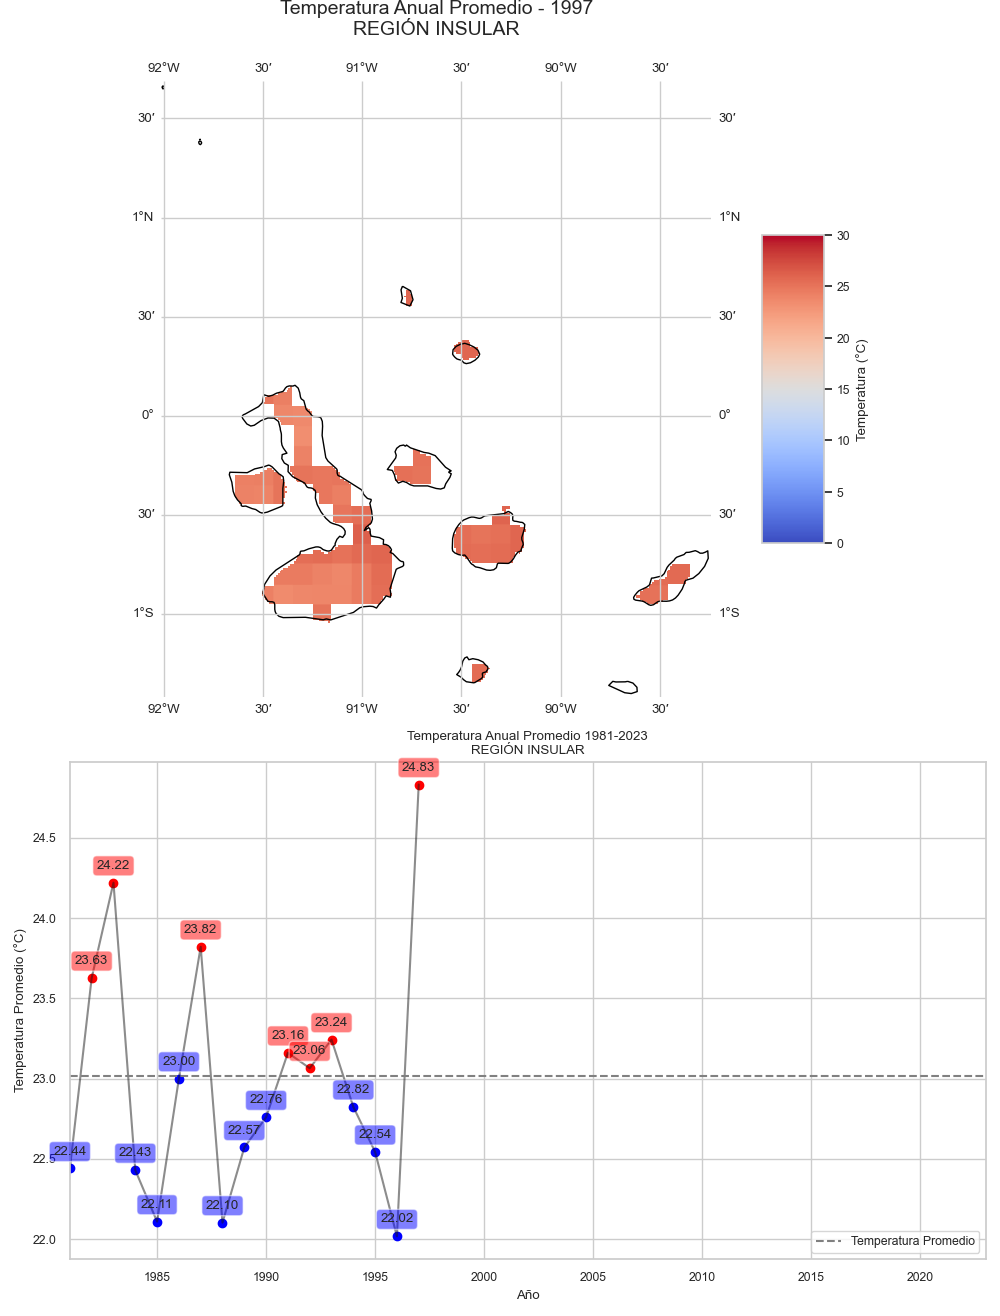 Temperatura Anual Promedio - 1997
REGIÓN INSULAR
92°W 30′ 91°W 30′ 90°W 30′
30′ 30′
1°N 1°N
30′ 30′
0° 0°
30′ 30′
1°S 1°S
92°W 30′ 91°W 30′ 90°W 30′
30
25
20
15
10
5
0
Temperatura (°C)
Temperatura Anual Promedio 1981-2023
REGIÓN INSULAR
24.83
24.5
24.22
24.0
23.82
23.63
23.5
23.24
23.16
23.06
23.00
23.0
22.82
22.76
22.57
22.54
22.5
22.44
22.43
22.11
22.10
22.02
22.0
Temperatura Promedio (°C)
Temperatura Promedio
1985 1990 1995 2000 2005 2010 2015 2020
Año